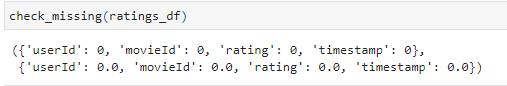 check_missing(ratings_df)
({'userId': 0, 'movieId': 0, 'rating': 0, 'timestamp': 0},
{'userId': 0.0, 'movieId': 0.0, 'rating': 0.0, 'timestamp': 0.0})